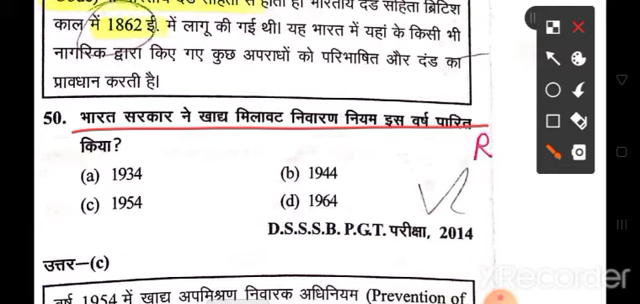 काल में 1862 ई. में लागू की गई थी। यह भारत में यहां के किसी भी
नागरिक द्वारा किए गए कुछ अपराधों को परिभाषित और दंड का
प्रावधान करती है।
50. भारत सरकार ने खाद्य मिलावट निवारण नियम इस वर्ष पारित
किया?
R
(a) 1934 (b) 1944
(c) 1954 (d) 1964
D.S.S.S.B. P.G.T. परीक्षा, 2014
उत्तर–(c)
वर्ष 1954 में खाद्य अपमिश्रण निवारक अधिनियम (Prevention of
XRecorder